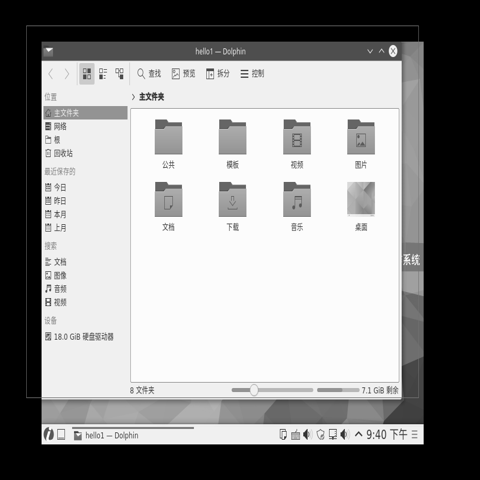 hello1 — Dolphin
查找 预览 拆分 控制
位置
主文件夹
网络
根
回收站
最近保存的
今日
昨日
本月
上月
搜索
文档
图像
音频
视频
设备
18.0 GiB 硬盘驱动器
主文件夹
公共 模板 视频 图片
文档 下载 音乐 桌面
8 文件夹 7.1 GiB 剩余
系统
hello1 — Dolphin 9:40 下午